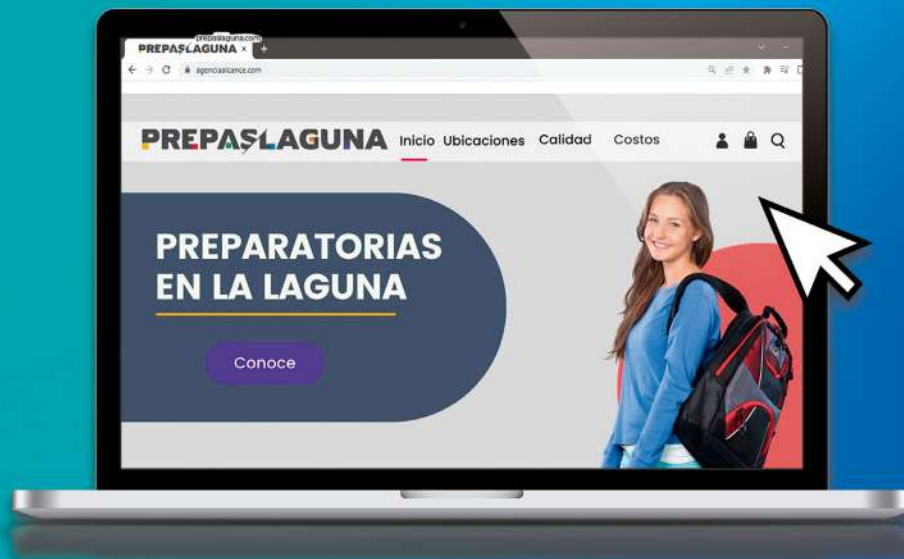 prepaslaguna.com
PREPASLAGUNA × +
agenciaalcance.com
PREPASLAGUNA Inicio Ubicaciones Calidad Costos
PREPARATORIAS
EN LA LAGUNA
Conoce